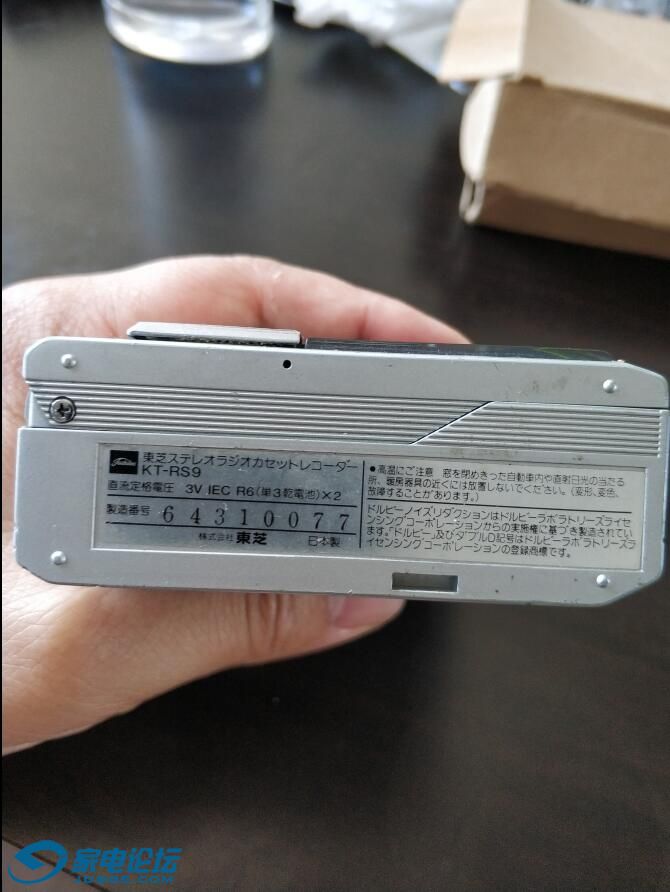 Toshiba
東芝ステレオラジオカセットレコーダー
KT-RS9
直流定格電圧 3V IEC R6(単3乾電池)×2
製造番号 64310077
株式会社 東芝 日本製
●高温にご注意 窓を閉めきった自動車内や直射日光の当たる
所、暖房器具の近くには放置しないでください。(変形、変色、
故障することがあります。)
ドルビーノイズリダクションはドルビーラボラトリーズライセ
ンシングコーポレーションからの実施権に基づき製造されてい
ます。「ドルビー」及びダブルD記号はドルビーラボラトリーズラ
イセンシングコーポレーションの登録商標です。
家电论坛
JDBBS.COM